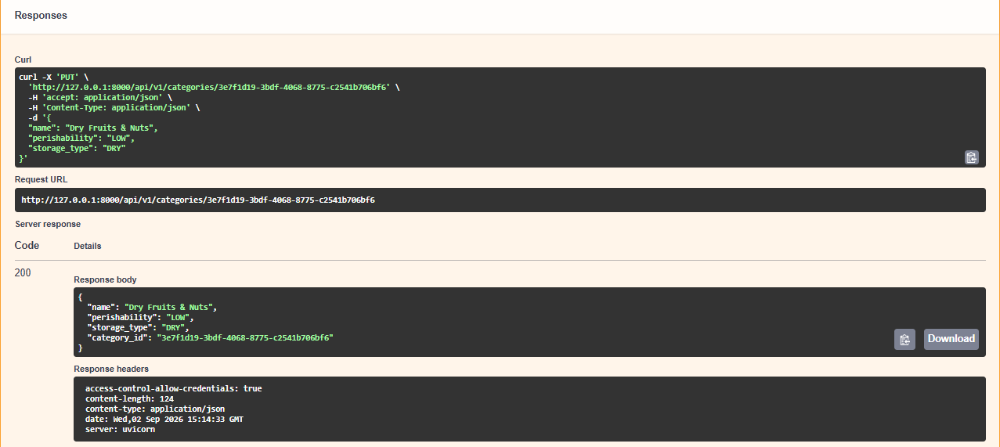 Responses
Curl
curl -X 'PUT' \
  'http://127.0.0.1:8000/api/v1/categories/3e7f1d19-3bdf-4068-8775-c2541b706bf6' \
  -H 'accept: application/json' \
  -H 'Content-Type: application/json' \
  -d '{
  "name": "Dry Fruits & Nuts",
  "perishability": "LOW",
  "storage_type": "DRY"
}'
Request URL
http://127.0.0.1:8000/api/v1/categories/3e7f1d19-3bdf-4068-8775-c2541b706bf6
Server response
Code Details
200
Response body
{
  "name": "Dry Fruits & Nuts",
  "perishability": "LOW",
  "storage_type": "DRY",
  "category_id": "3e7f1d19-3bdf-4068-8775-c2541b706bf6"
}
Download
Response headers
access-control-allow-credentials: true
content-length: 124
content-type: application/json
date: Wed,02 Sep 2026 15:14:33 GMT
server: uvicorn